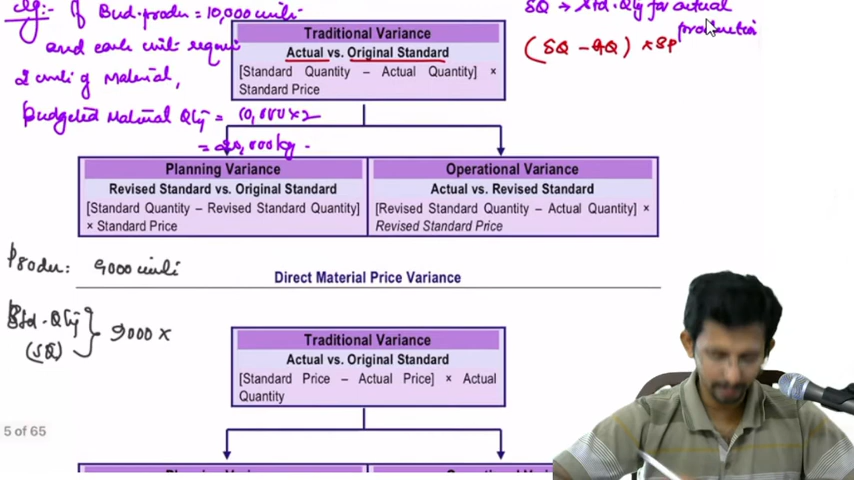 eg:- If Bud. produn = 10,000 units
and each unit requir
2 units of Material,
Budgeted Material Qty = 10,000 x 2
= 20,000 kg.
SQ → Std. Qty for actual
production
(SQ - AQ) x SP
Traditional Variance
Actual vs. Original Standard
[Standard Quantity – Actual Quantity] ×
Standard Price
Planning Variance
Revised Standard vs. Original Standard
[Standard Quantity – Revised Standard Quantity]
× Standard Price
Operational Variance
Actual vs. Revised Standard
[Revised Standard Quantity – Actual Quantity] ×
Revised Standard Price
Produn: 9000 units
Direct Material Price Variance
Std. Qty
(SQ) } = 9000 x
Traditional Variance
Actual vs. Original Standard
[Standard Price – Actual Price] × Actual
Quantity
5 of 65